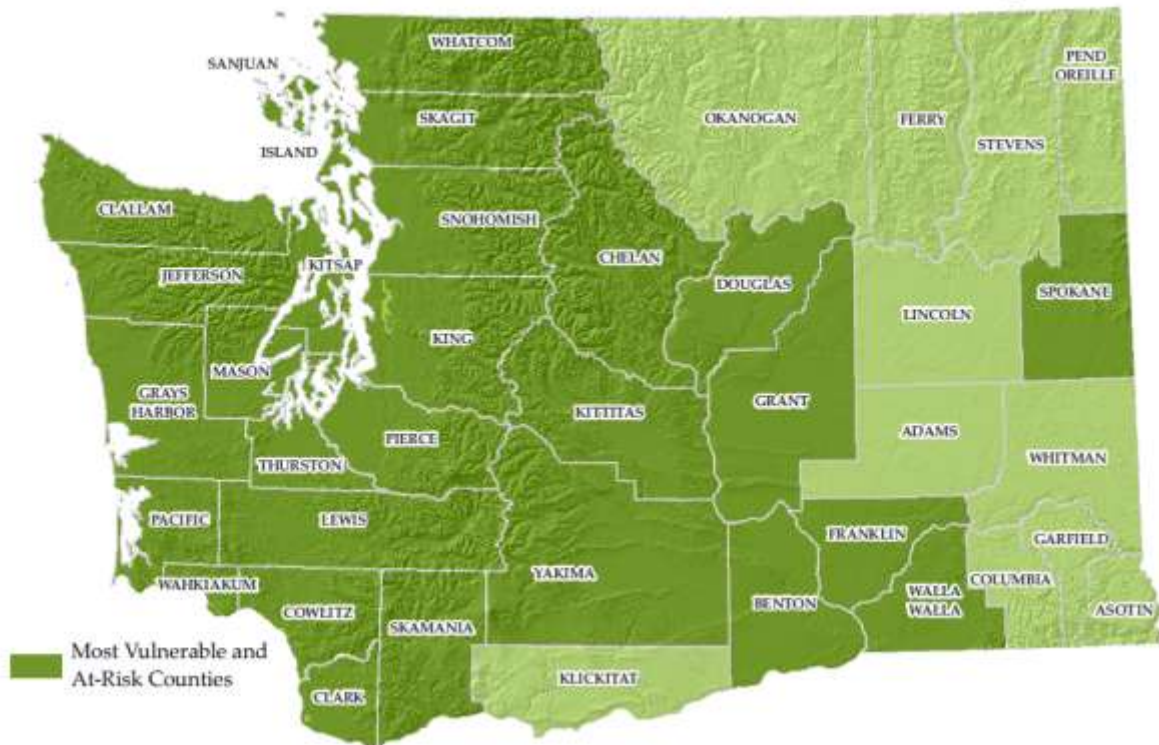 WHATCOM
PEND
OREILLE
SANJUAN
SKAGIT
OKANOGAN
FERRY
STEVENS
ISLAND
CLALLAM
SNOHOMISH
CHELAN
KITSAP
JEFFERSON
DOUGLAS
SPOKANE
LINCOLN
KING
MASON
GRAYS
HARBOR
KITTITAS
GRANT
ADAMS
PIERCE
WHITMAN
THURSTON
PACIFIC
LEWIS
FRANKLIN
GARFIELD
YAKIMA
WAHKIAKUM
COLUMBIA
WALLA
WALLA
BENTON
COWLITZ
ASOTIN
SKAMANIA
Most Vulnerable and
At-Risk Counties
KLICKITAT
CLARK